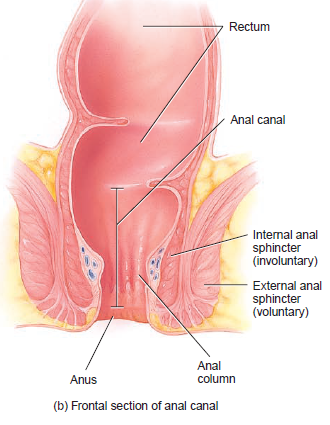 Rectum
Anal canal
Internal anal
sphincter
(involuntary)
External anal
sphincter
(voluntary)
Anal
column
Anus
(b) Frontal section of anal canal